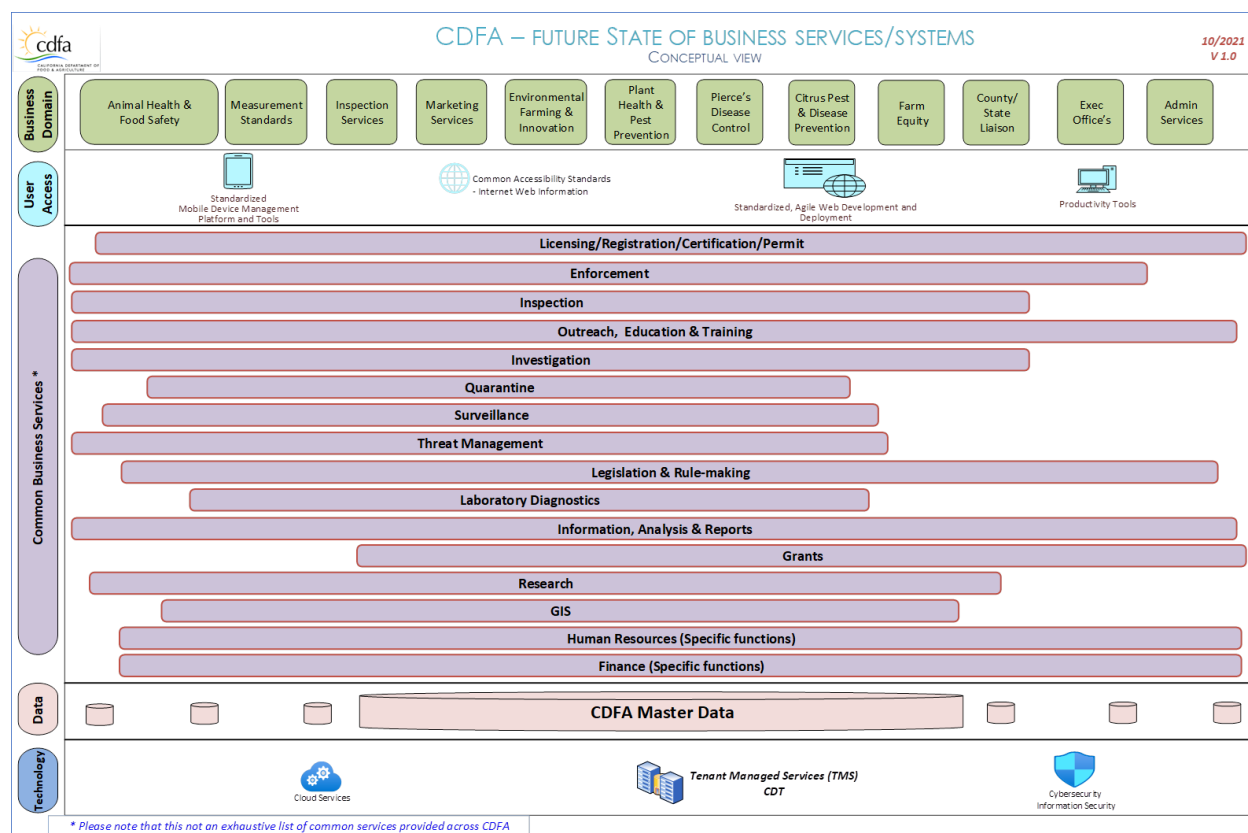 cdfa
CALIFORNIA DEPARTMENT OF
FOOD & AGRICULTURE
CDFA – FUTURE STATE OF BUSINESS SERVICES/SYSTEMS
CONCEPTUAL VIEW
10/2021
V 1.0
Business
Domain
Animal Health &
Food Safety
Measurement
Standards
Inspection
Services
Marketing
Services
Environmental
Farming &
Innovation
Plant
Health &
Pest
Prevention
Pierce's
Disease
Control
Citrus Pest
& Disease
Prevention
Farm
Equity
County/
State
Liaison
Exec
Office's
Admin
Services
User
Access
Standardized
Mobile Device Management
Platform and Tools
Common Accessibility Standards
- Internet Web Information
Standardized, Agile Web Development and
Deployment
Productivity Tools
Common Business Services *
Licensing/Registration/Certification/Permit
Enforcement
Inspection
Outreach, Education & Training
Investigation
Quarantine
Surveillance
Threat Management
Legislation & Rule-making
Laboratory Diagnostics
Information, Analysis & Reports
Grants
Research
GIS
Human Resources (Specific functions)
Finance (Specific functions)
Data
CDFA Master Data
Technology
Cloud Services
Tenant Managed Services (TMS)
CDT
Cybersecurity
Information Security
* Please note that this not an exhaustive list of common services provided across CDFA